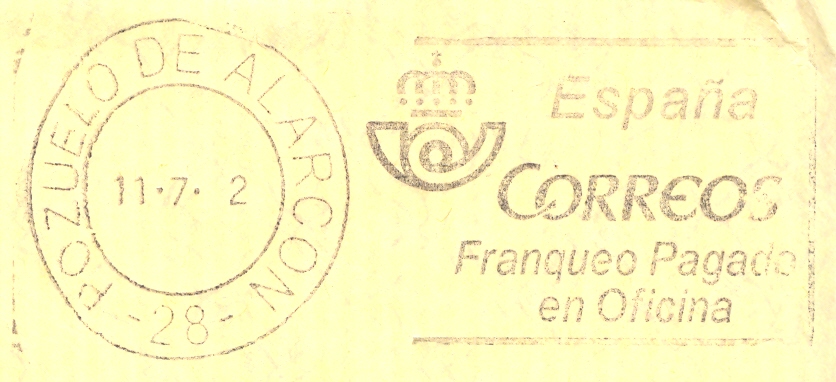 POZUELO DE ALARCON
-28-
11·7· 2
España
CORREOS
Franqueo Pagado
en Oficina